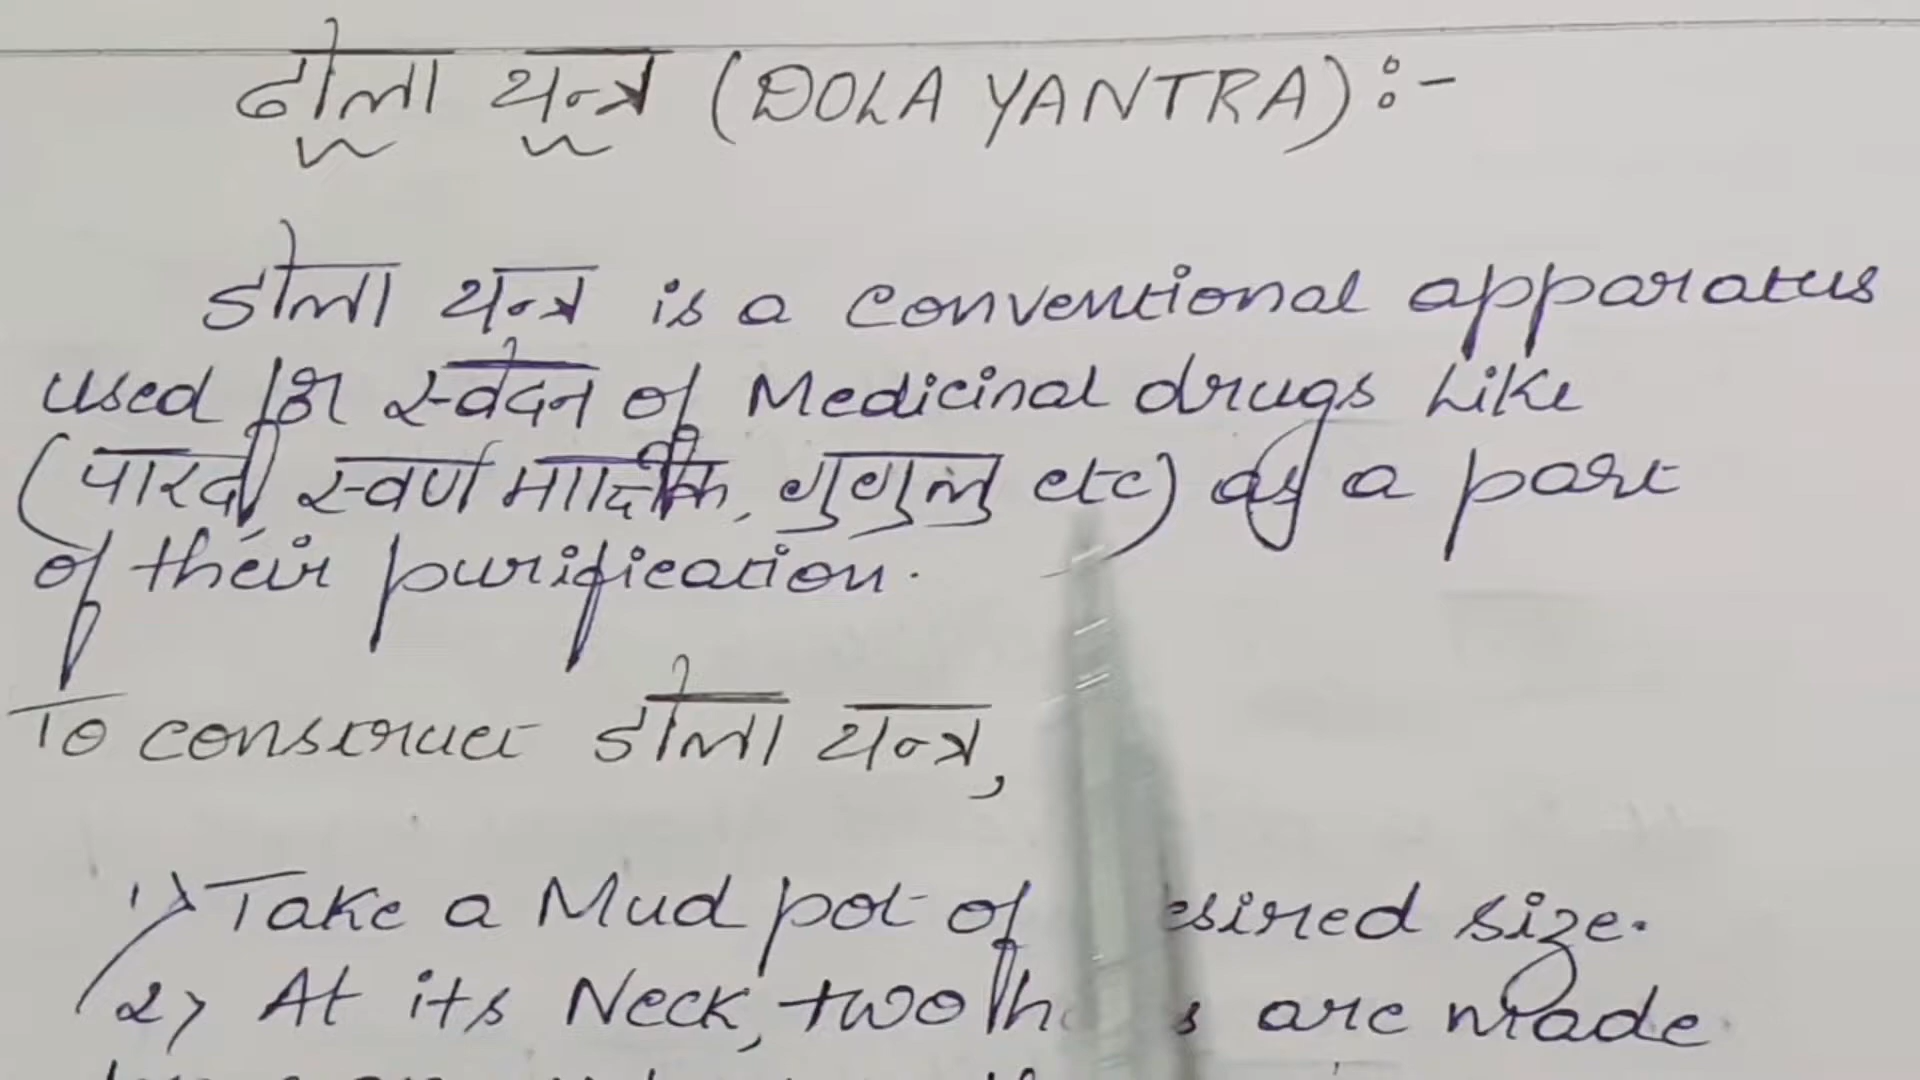 ढोला यन्त्र (DOLA YANTRA):-
डोला यन्त्र is a conventional apparatus
used for स्वेदन of Medicinal drugs Like
(पारद, स्वर्ण माक्षीक, गुगुलु etc) as a part
of their purification.
To construct डोला यन्त्र,
1) Take a Mud pot of size.
2) At its Neck, two are made